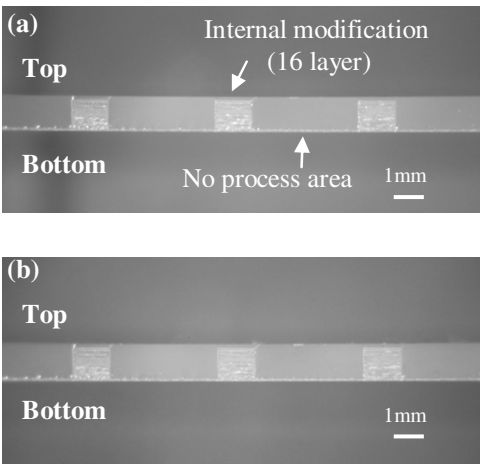 (a)
Internal modification
(16 layer)
Top
Bottom
No process area
1mm
(b)
Top
Bottom
1mm